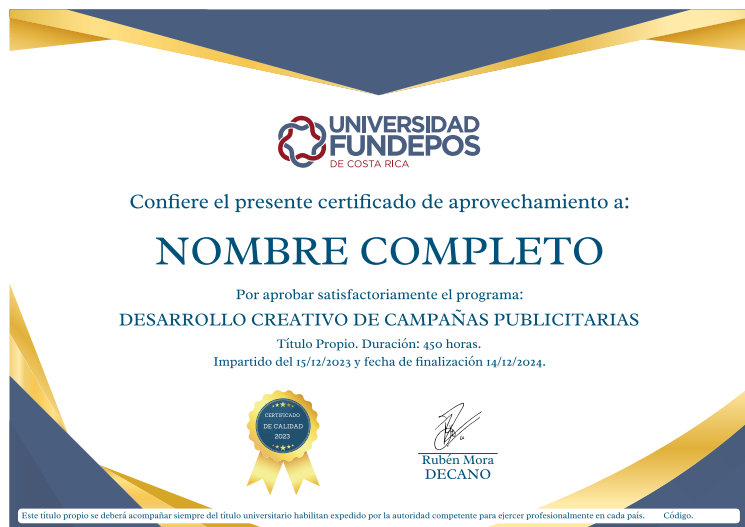 UNIVERSIDAD
FUNDEPOS
DE COSTA RICA
Confiere el presente certificado de aprovechamiento a:
NOMBRE COMPLETO
Por aprobar satisfactoriamente el programa:
DESARROLLO CREATIVO DE CAMPAÑAS PUBLICITARIAS
Título Propio. Duración: 450 horas.
Impartido del 15/12/2023 y fecha de finalización 14/12/2024.
CERTIFICADO
DE CALIDAD
2023
Rubén Mora
DECANO
Este título propio se deberá acompañar siempre del título universitario habilitan expedido por la autoridad competente para ejercer profesionalmente en cada país. Código.